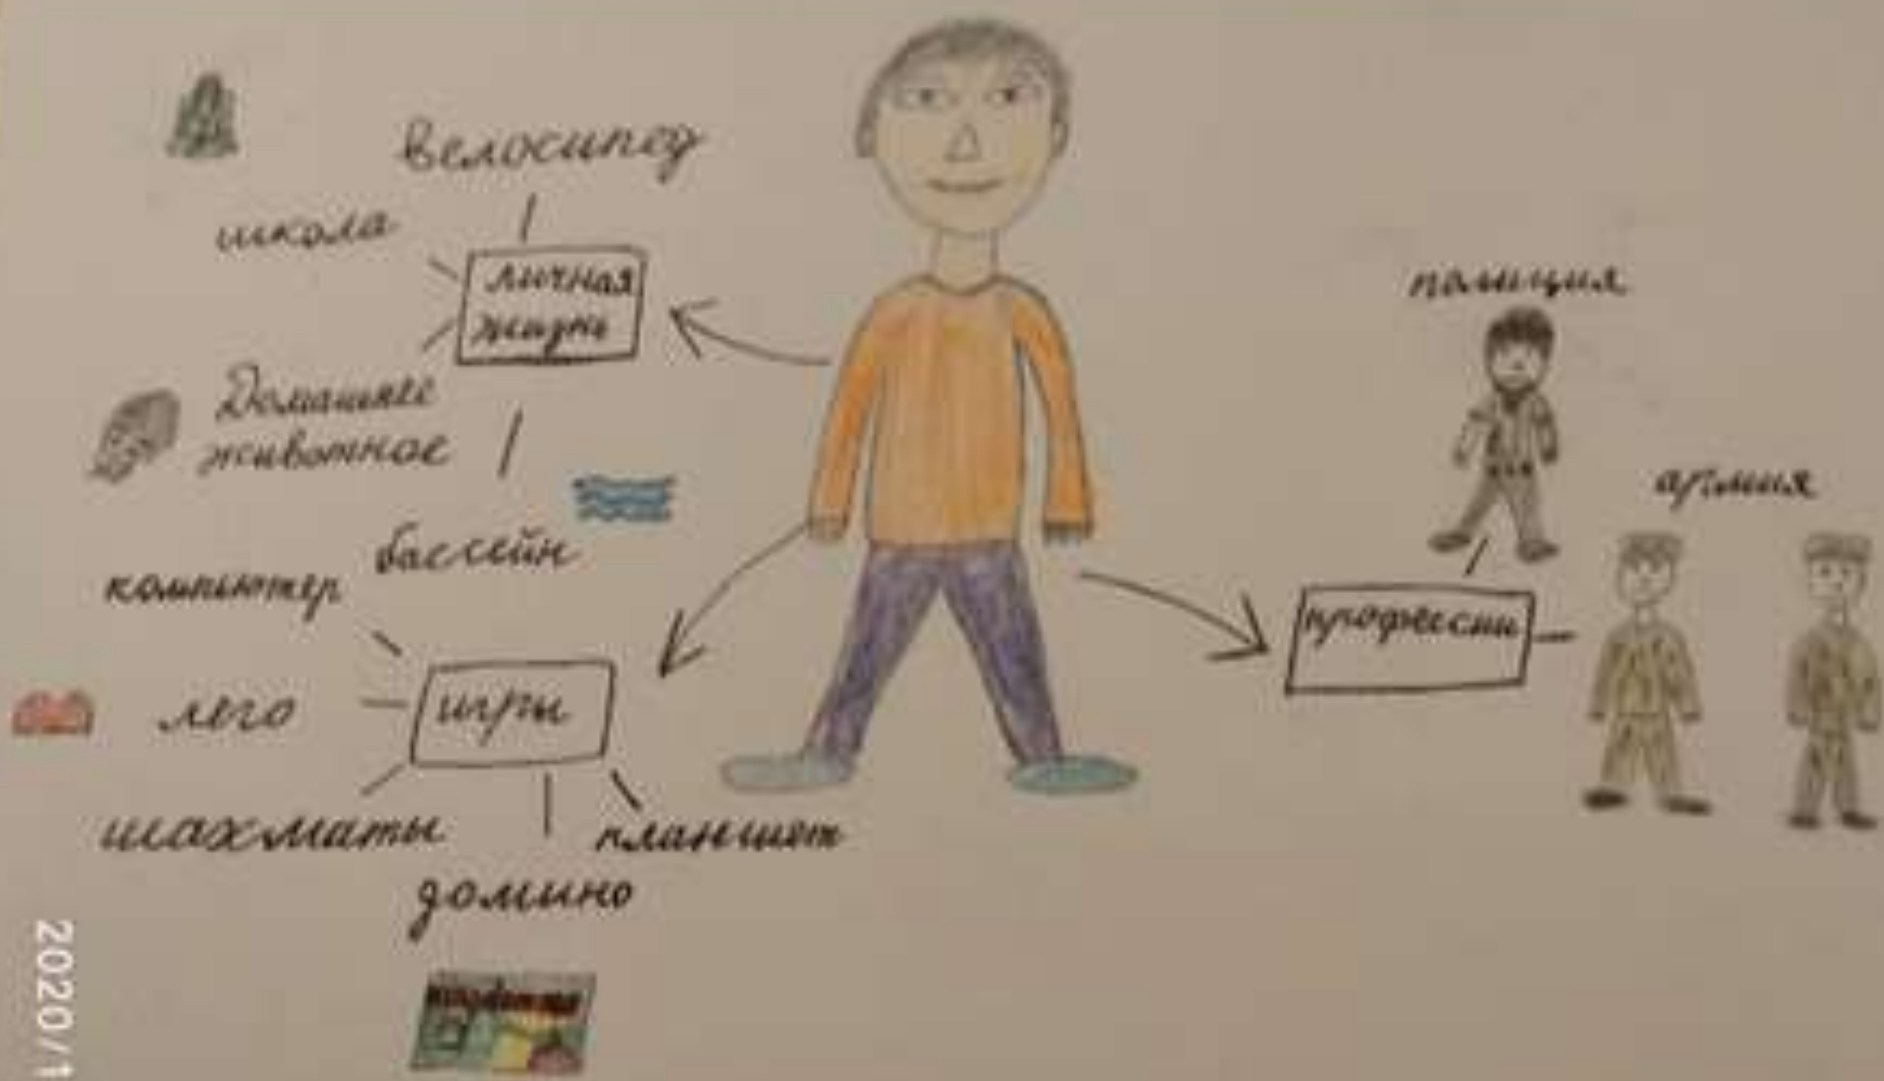 велосипед
школа
личная
жизнь
Домашнее
животное
бассейн
компьютер
лего
игры
шахматы
планшет
домино
полиция
армия
профессии
2020/1